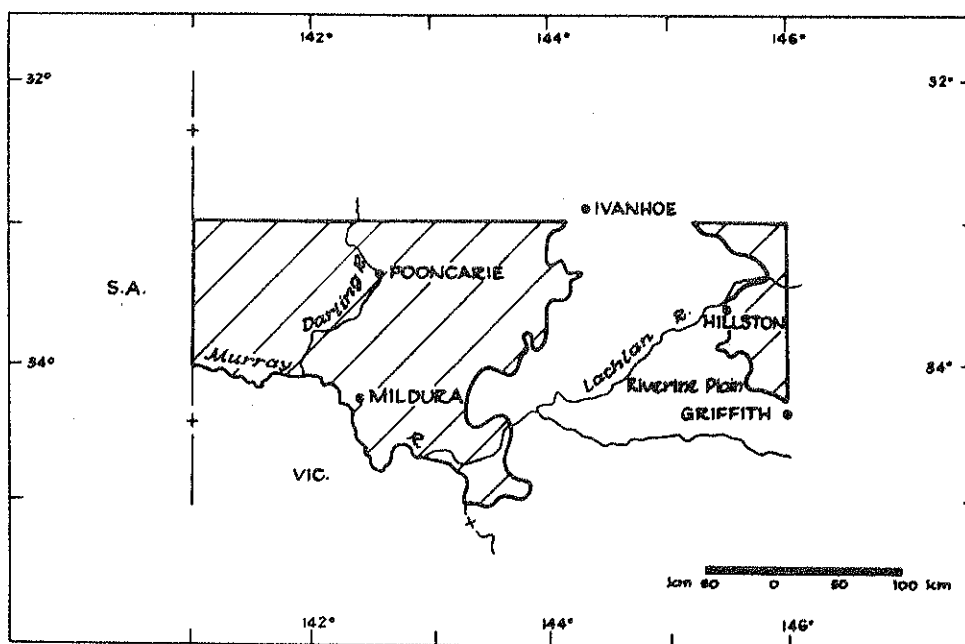 142° 144° 146°
32° 32°
IVANHOE
POONCARIE
Darling R.
S.A.
HILLSTON
Lachlan R.
34° Murray 34°
Riverine Plain
MILDURA
GRIFFITH
R.
VIC.
km 50 0 50 100 km
142° 144° 146°